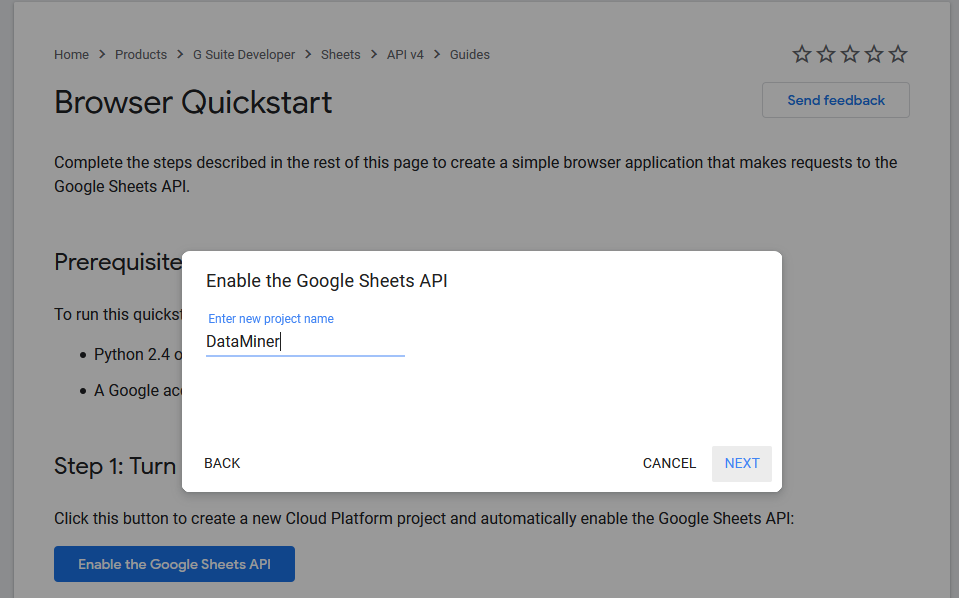 Home > Products > G Suite Developer > Sheets > API v4 > Guides
Browser Quickstart
Send feedback
Complete the steps described in the rest of this page to create a simple browser application that makes requests to the
Google Sheets API.
Prerequisite
To run this quickst
• Python 2.4 o
• A Google acc
Enable the Google Sheets API
Enter new project name
DataMiner
BACK
CANCEL
NEXT
Step 1: Turn
Click this button to create a new Cloud Platform project and automatically enable the Google Sheets API:
Enable the Google Sheets API